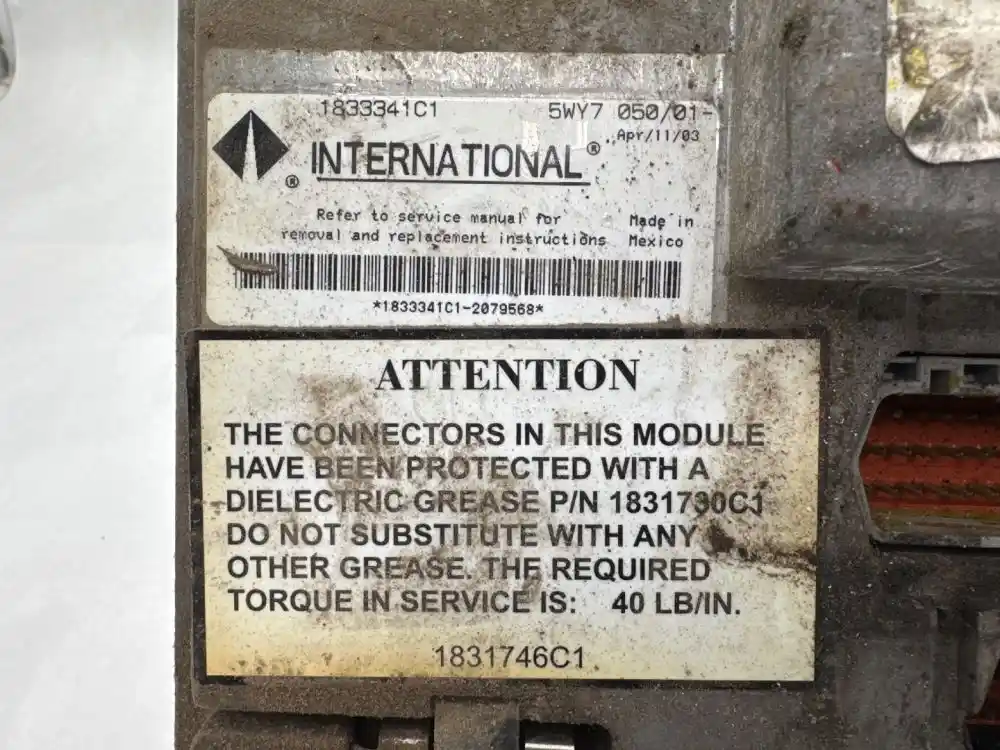 1833341C1 5WY7 050/01-
Apr/11/03
INTERNATIONAL®
®
Refer to service manual for Made in
removal and replacement instructions Mexico
*1833341C1-2079568*
ATTENTION
THE CONNECTORS IN THIS MODULE
HAVE BEEN PROTECTED WITH A
DIELECTRIC GREASE P/N 1831790C1
DO NOT SUBSTITUTE WITH ANY
OTHER GREASE. THE REQUIRED
TORQUE IN SERVICE IS: 40 LB/IN.
1831746C1